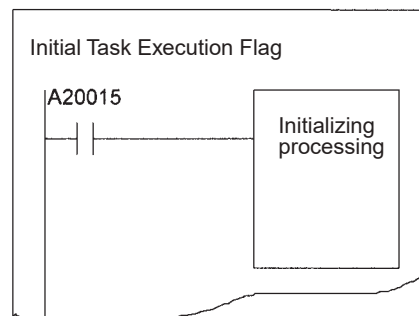 Initial Task Execution Flag
A20015
Initializing
processing